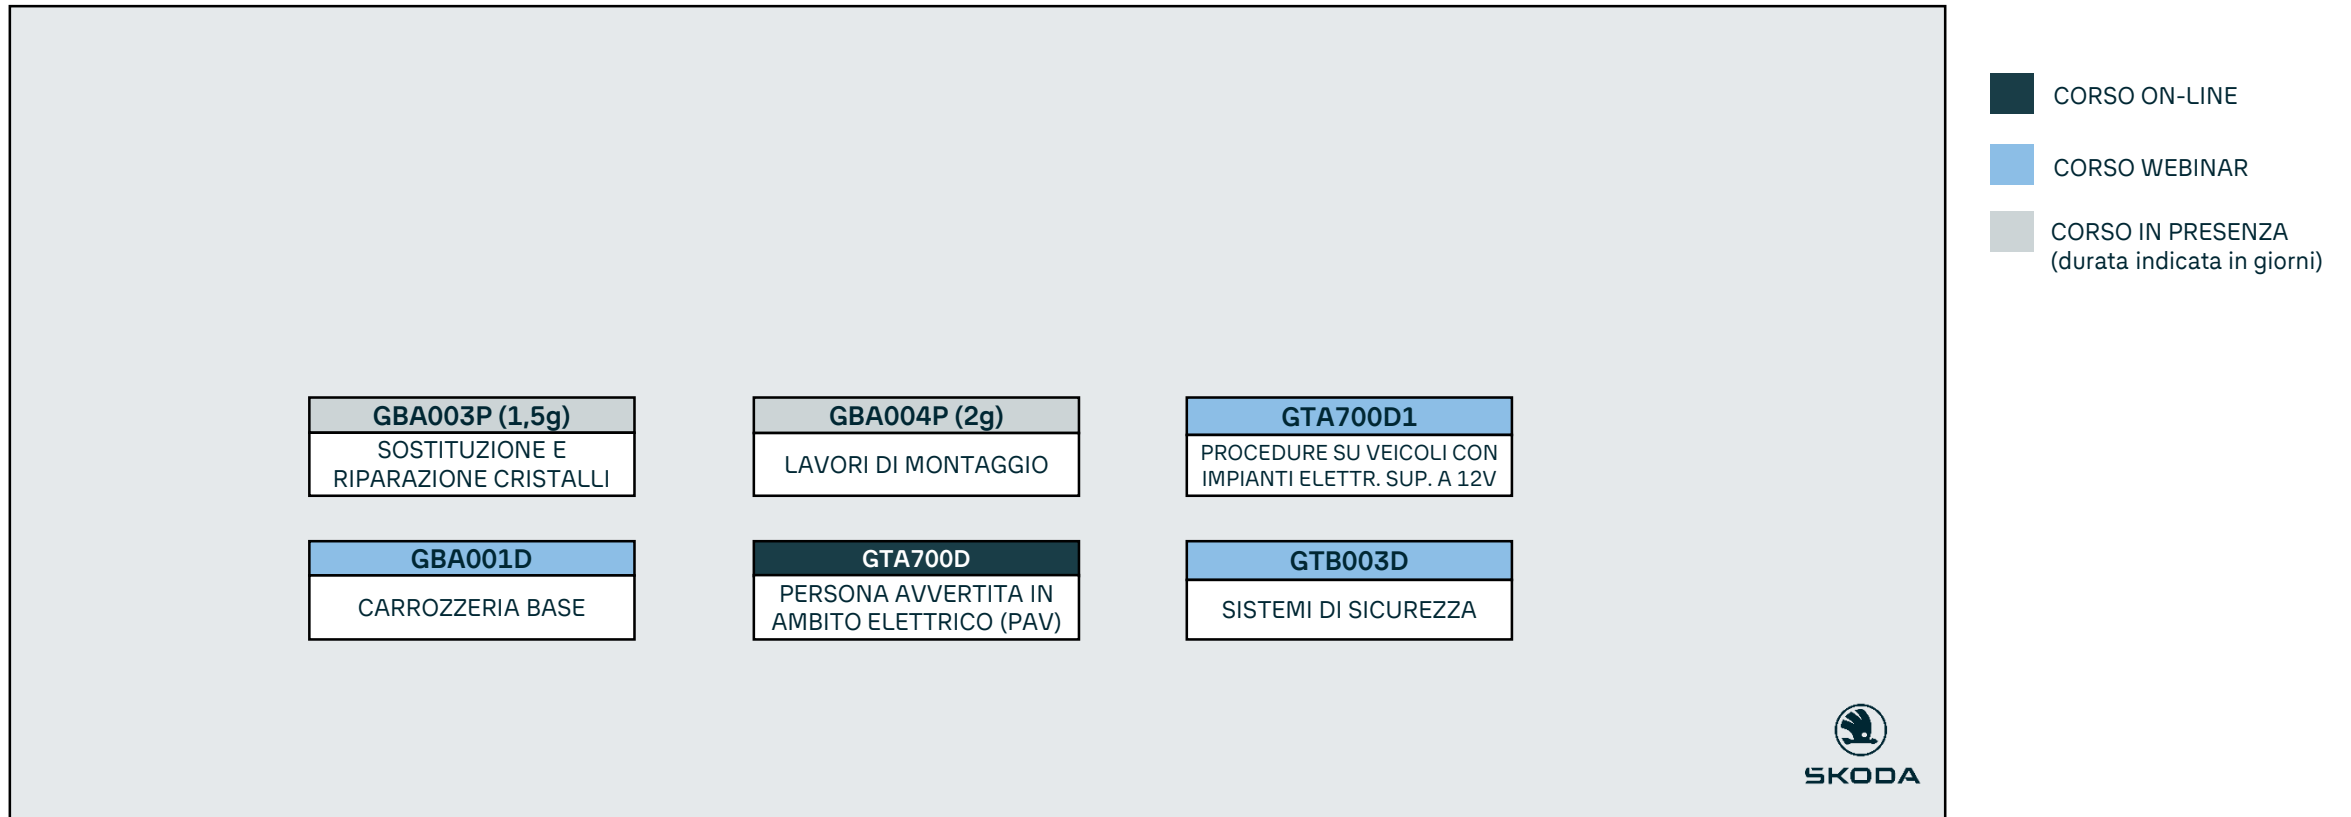 CORSO ON-LINE
CORSO WEBINAR
CORSO IN PRESENZA
(durata indicata in giorni)
GBA003P (1,5g)
SOSTITUZIONE E
RIPARAZIONE CRISTALLI
GBA004P (2g)
LAVORI DI MONTAGGIO
GTA700D1
PROCEDURE SU VEICOLI CON
IMPIANTI ELETTR. SUP. A 12V
GBA001D
CARROZZERIA BASE
GTA700D
PERSONA AVVERTITA IN
AMBITO ELETTRICO (PAV)
GTB003D
SISTEMI DI SICUREZZA
ŠKODA